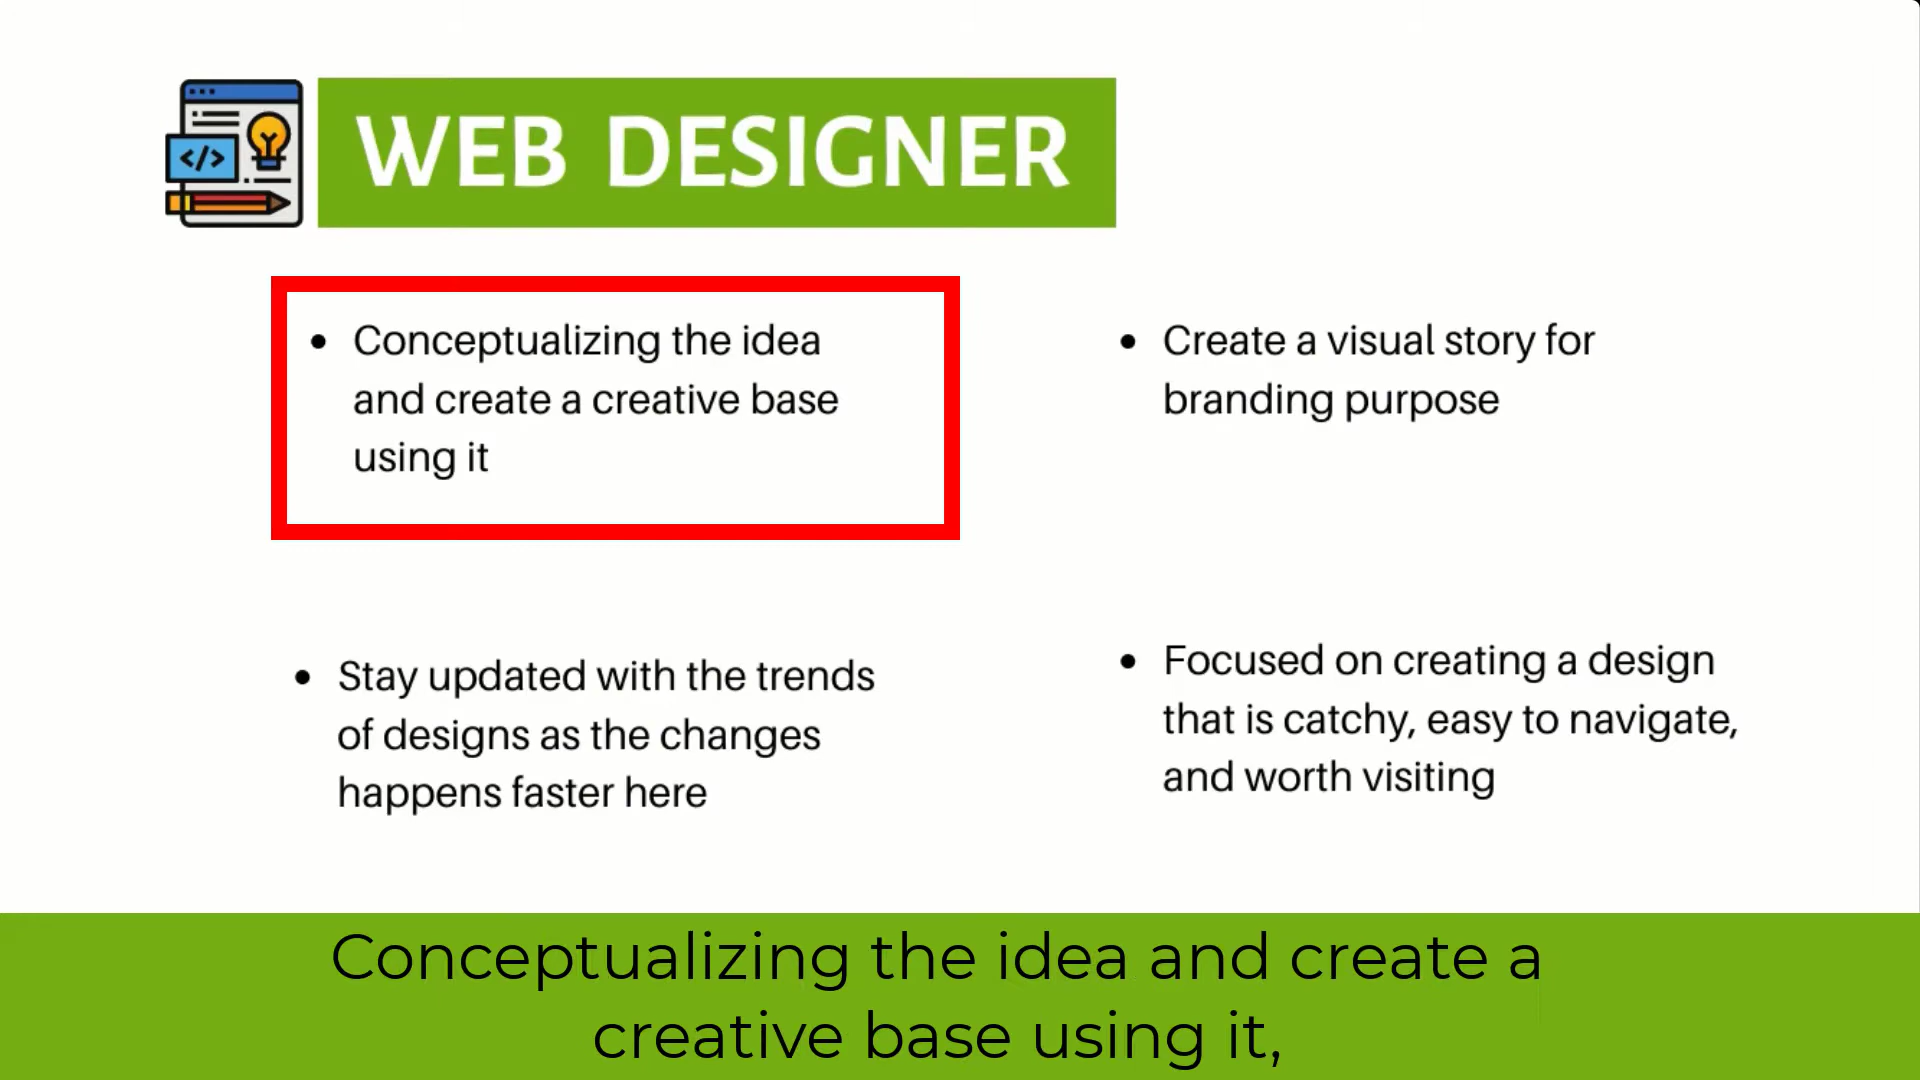 </>
WEB DESIGNER
• Conceptualizing the idea
and create a creative base
using it
• Create a visual story for
branding purpose
• Stay updated with the trends
of designs as the changes
happens faster here
• Focused on creating a design
that is catchy, easy to navigate,
and worth visiting
Conceptualizing the idea and create a
creative base using it,